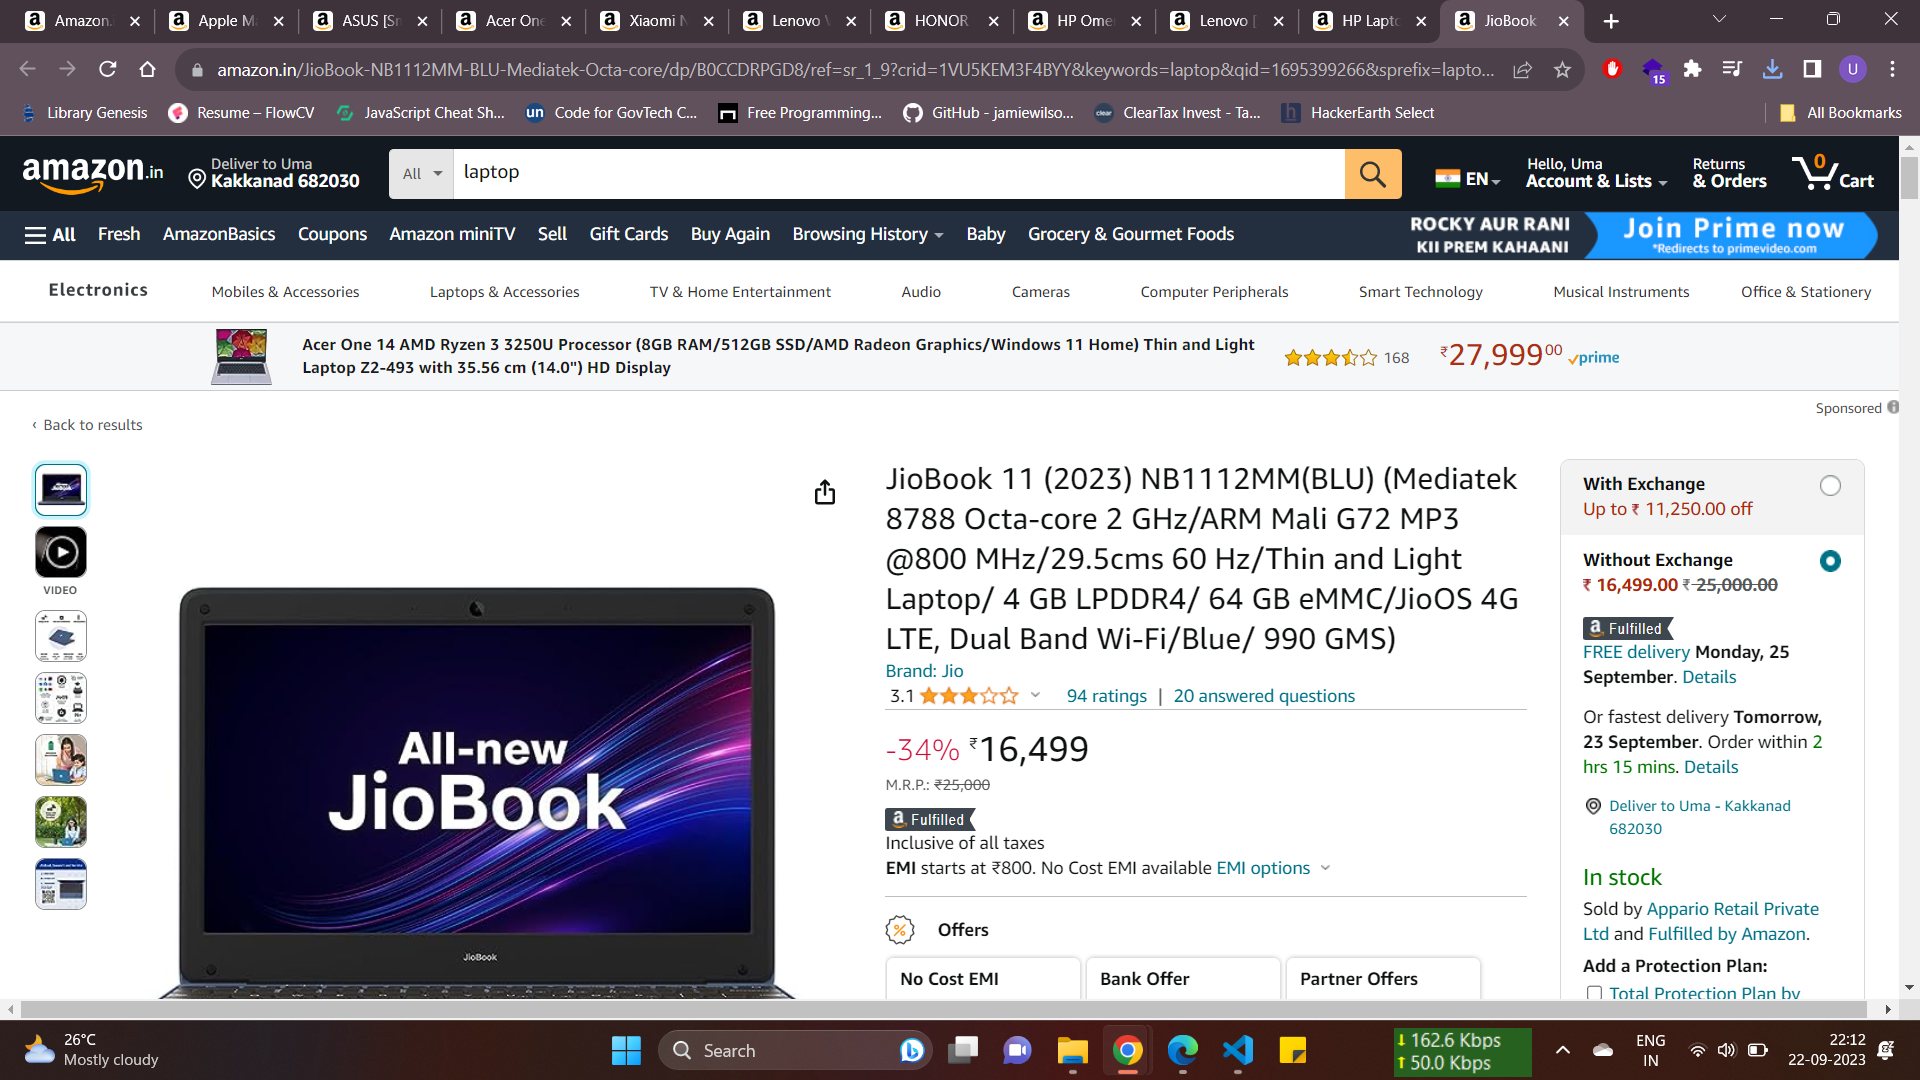 Amazon.
Apple Ma
ASUS [Sm
Acer One
Xiaomi N
Lenovo V
HONOR
HP Ome
Lenovo [
HP Lapto
JioBook
amazon.in/JioBook-NB1112MM-BLU-Mediatek-Octa-core/dp/B0CCDRPGD8/ref=sr_1_9?crid=1VU5KEM3F4BYY&keywords=laptop&qid=1695399266&sprefix=lapto...
15
U
Library Genesis
Resume – FlowCV
JavaScript Cheat Sh...
un Code for GovTech C...
Free Programming...
GitHub - jamiewilso...
clear ClearTax Invest - Ta...
h HackerEarth Select
All Bookmarks
amazon.in
Deliver to Uma
Kakkanad 682030
All
laptop
EN
Hello, Uma
Account & Lists
Returns
& Orders
0
Cart
All
Fresh
AmazonBasics
Coupons
Amazon miniTV
Sell
Gift Cards
Buy Again
Browsing History
Baby
Grocery & Gourmet Foods
ROCKY AUR RANI
KII PREM KAHAANI
Join Prime now
*Redirects to primevideo.com
Electronics
Mobiles & Accessories
Laptops & Accessories
TV & Home Entertainment
Audio
Cameras
Computer Peripherals
Smart Technology
Musical Instruments
Office & Stationery
Acer One 14 AMD Ryzen 3 3250U Processor (8GB RAM/512GB SSD/AMD Radeon Graphics/Windows 11 Home) Thin and Light
Laptop Z2-493 with 35.56 cm (14.0") HD Display
168
₹27,99900
prime
Sponsored
‹ Back to results
VIDEO
All-new
JioBook
JioBook
JioBook 11 (2023) NB1112MM(BLU) (Mediatek
8788 Octa-core 2 GHz/ARM Mali G72 MP3
@800 MHz/29.5cms 60 Hz/Thin and Light
Laptop/ 4 GB LPDDR4/ 64 GB eMMC/JioOS 4G
LTE, Dual Band Wi-Fi/Blue/ 990 GMS)
Brand: Jio
3.1
94 ratings | 20 answered questions
-34% ₹16,499
M.R.P.: ₹25,000
a Fulfilled
Inclusive of all taxes
EMI starts at ₹800. No Cost EMI available EMI options
Offers
No Cost EMI
Bank Offer
Partner Offers
With Exchange
Up to ₹ 11,250.00 off
Without Exchange
₹ 16,499.00 ₹ 25,000.00
a Fulfilled
FREE delivery Monday, 25
September. Details
Or fastest delivery Tomorrow,
23 September. Order within 2
hrs 15 mins. Details
Deliver to Uma - Kakkanad
682030
In stock
Sold by Appario Retail Private
Ltd and Fulfilled by Amazon.
Add a Protection Plan:
Total Protection Plan by
26°C
Mostly cloudy
Search
162.6 Kbps
50.0 Kbps
ENG
IN
22:12
22-09-2023